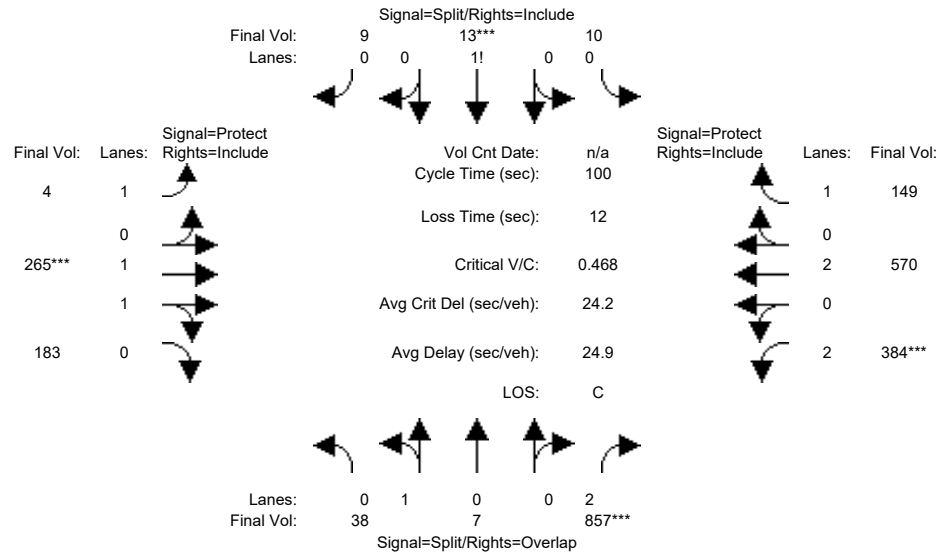 Signal=Split/Rights=Include
Final Vol: 9 13*** 10
Lanes: 0 0 1! 0 0
Signal=Protect Signal=Protect
Final Vol: Lanes: Rights=Include Vol Cnt Date: n/a Rights=Include Lanes: Final Vol:
Cycle Time (sec): 100
4 1 1 149
Loss Time (sec): 12
0 0
265*** 1 Critical V/C: 0.468 2 570
1 Avg Crit Del (sec/veh): 24.2 0
183 0 Avg Delay (sec/veh): 24.9 2 384***
LOS: C
Lanes: 0 1 0 0 2
Final Vol: 38 7 857***
Signal=Split/Rights=Overlap